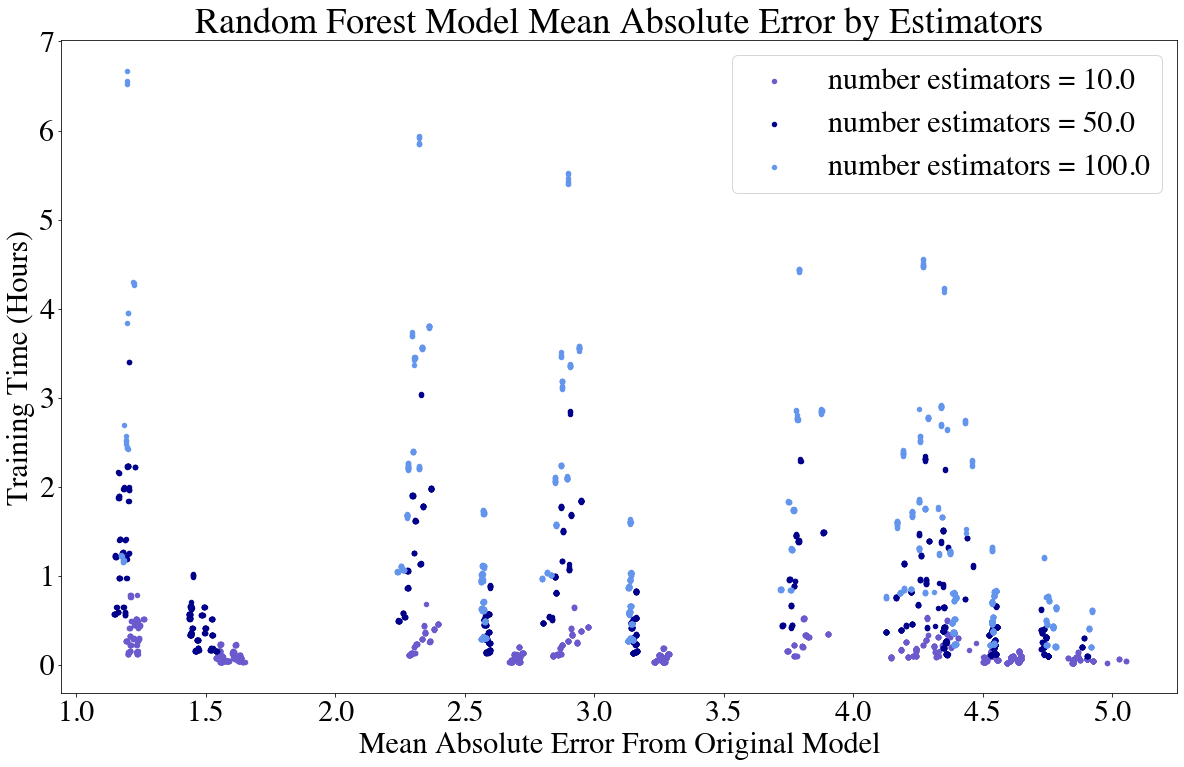 Random Forest Model Mean Absolute Error by Estimators
7
6
5
4
3
2
1
0
Training Time (Hours)
number estimators = 10.0
number estimators = 50.0
number estimators = 100.0
1.0 1.5 2.0 2.5 3.0 3.5 4.0 4.5 5.0
Mean Absolute Error From Original Model